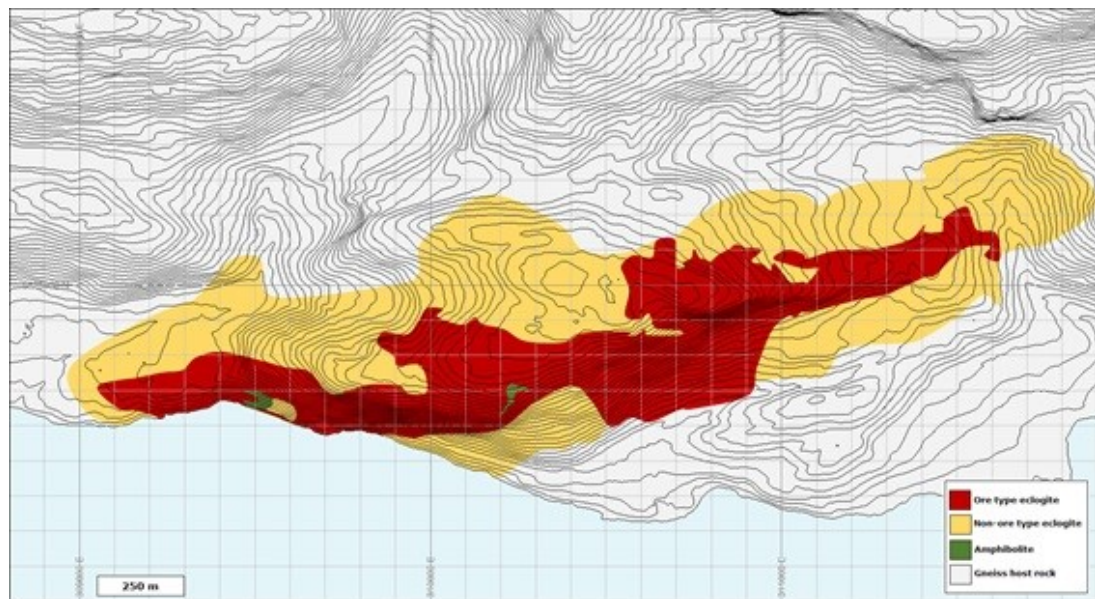 Ore type eclogite
Non-ore type eclogite
Amphibolite
Gneiss host rock
250 m